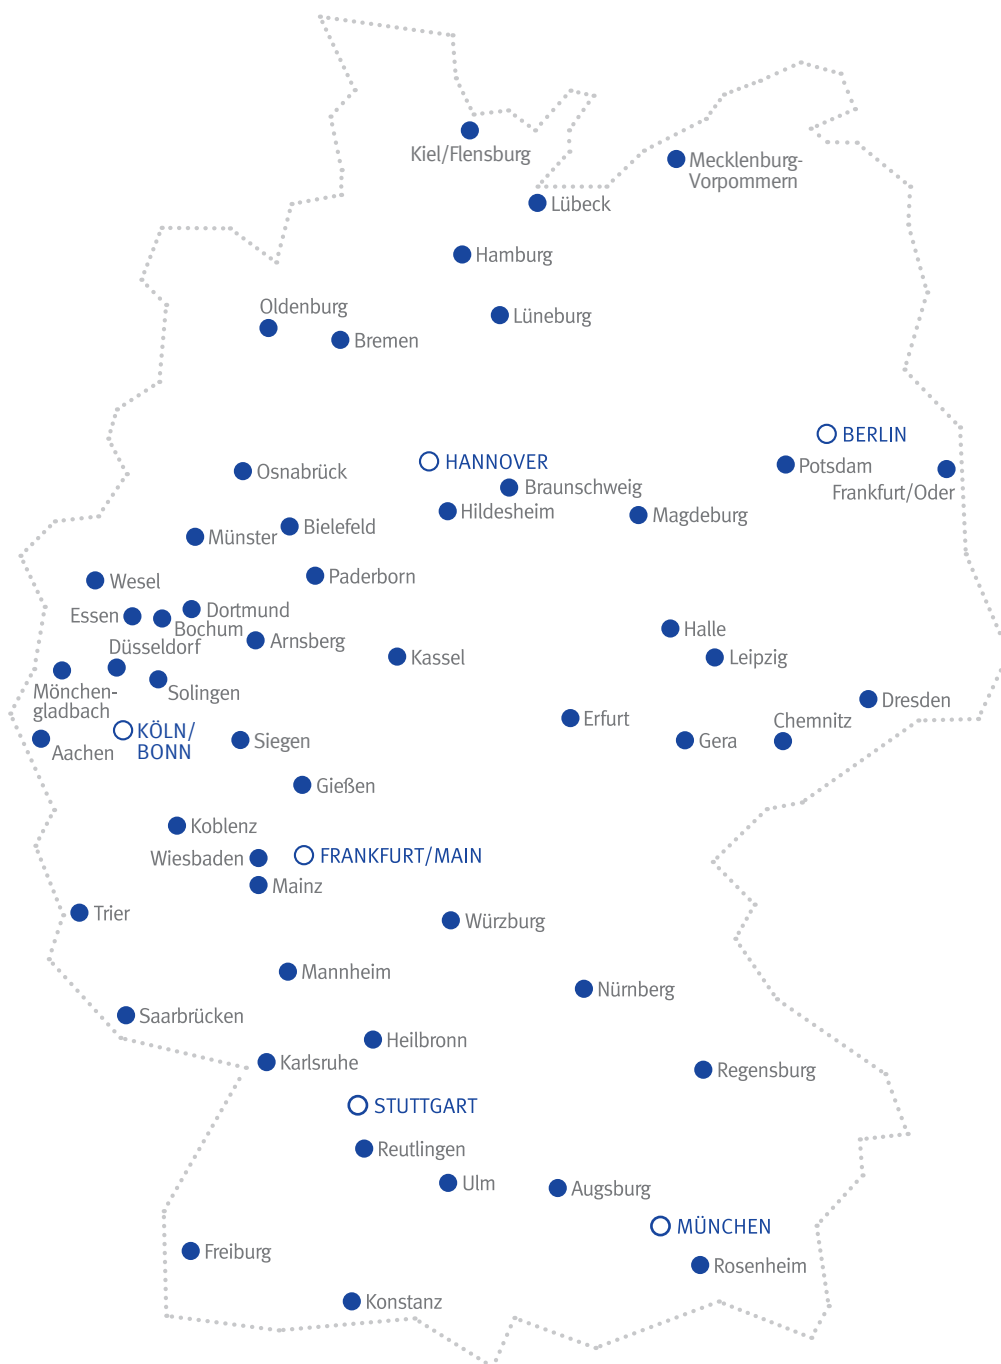 Kiel/Flensburg
Mecklenburg-
Vorpommern
Lübeck
Hamburg
Oldenburg
Lüneburg
Bremen
BERLIN
HANNOVER
Potsdam
Osnabrück
Frankfurt/Oder
Braunschweig
Hildesheim
Magdeburg
Bielefeld
Münster
Paderborn
Wesel
Dortmund
Essen
Bochum
Halle
Arnsberg
Düsseldorf
Kassel
Leipzig
Solingen
Mönchen-
gladbach
Dresden
Erfurt
Chemnitz
KÖLN/
BONN
Siegen
Gera
Aachen
Gießen
Koblenz
FRANKFURT/MAIN
Wiesbaden
Mainz
Trier
Würzburg
Mannheim
Nürnberg
Saarbrücken
Heilbronn
Karlsruhe
Regensburg
STUTTGART
Reutlingen
Ulm
Augsburg
MÜNCHEN
Freiburg
Rosenheim
Konstanz